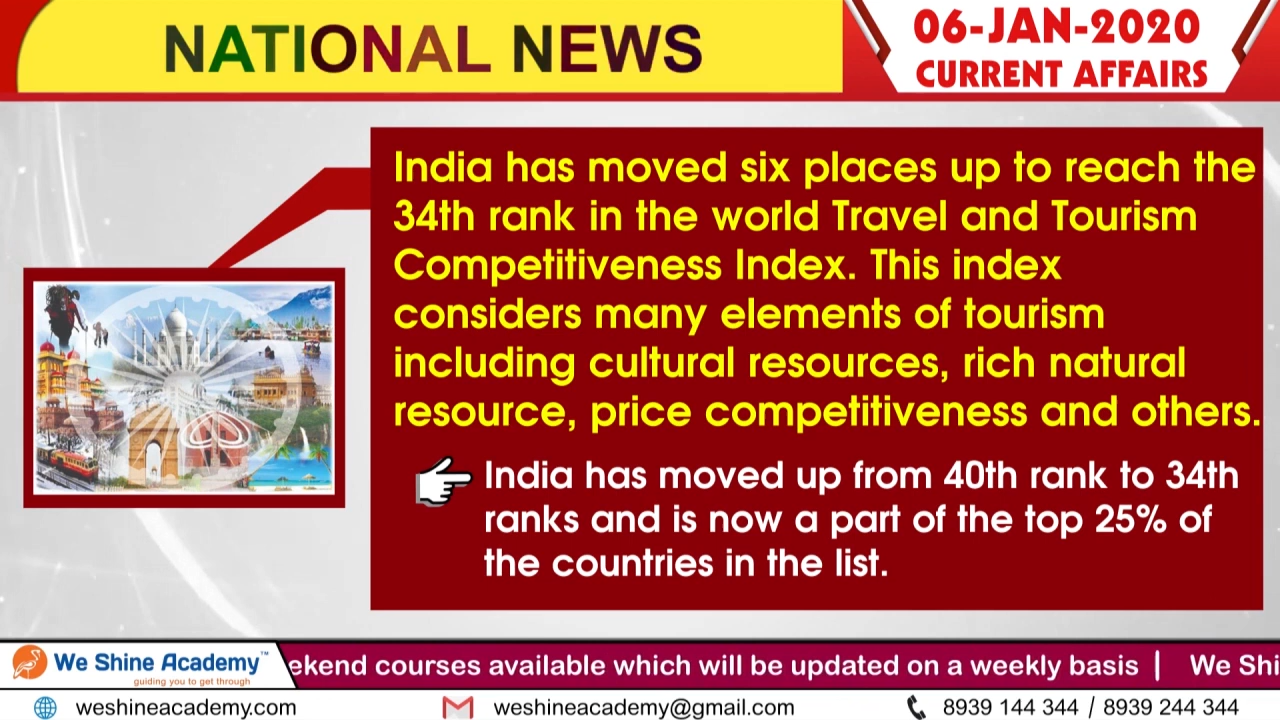 NATIONAL NEWS
06-JAN-2020
CURRENT AFFAIRS
India has moved six places up to reach the
34th rank in the world Travel and Tourism
Competitiveness Index. This index
considers many elements of tourism
including cultural resources, rich natural
resource, price competitiveness and others.
India has moved up from 40th rank to 34th
ranks and is now a part of the top 25% of
the countries in the list.
We Shine Academy™
guiding you to get through
ekend courses available which will be updated on a weekly basis | We Shi
weshineacademy.com
weshineacademy@gmail.com
8939 144 344 / 8939 244 344